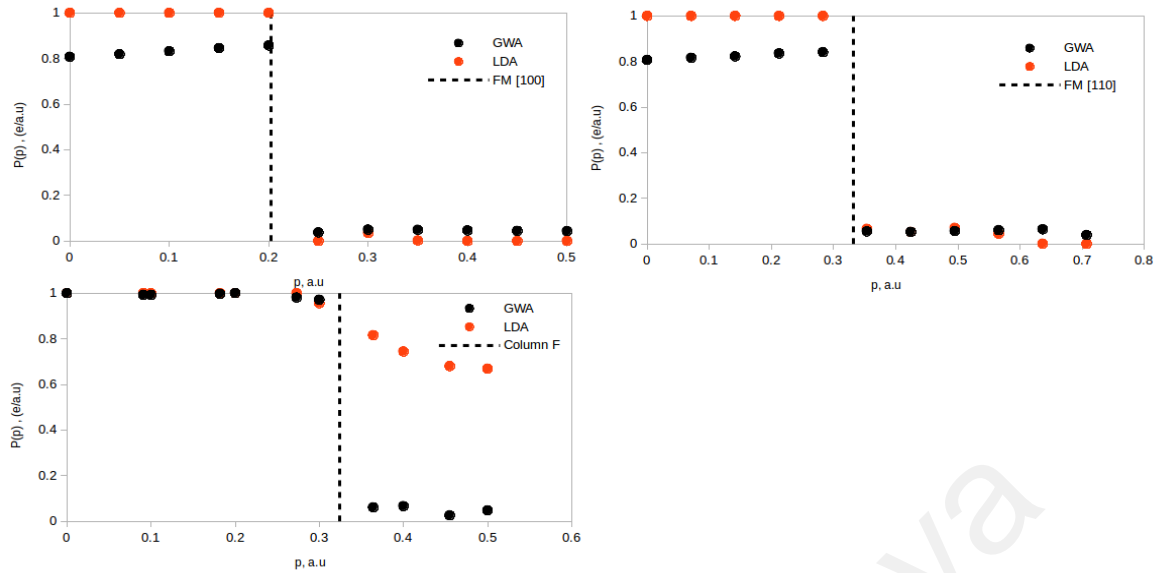 1
0.8
0.6
0.4
0.2
0
P(p) , (e/a.u)
GWA
LDA
FM [100]
0 0.1 0.2 0.3 0.4 0.5
p, a.u
1
0.8
0.6
0.4
0.2
0
P(p) , (e/a.u)
GWA
LDA
FM [110]
0 0.1 0.2 0.3 0.4 0.5 0.6 0.7 0.8
p, a.u
1
0.8
0.6
0.4
0.2
0
P(p) , (e/a.u)
GWA
LDA
Column F
0 0.1 0.2 0.3 0.4 0.5 0.6
p, a.u